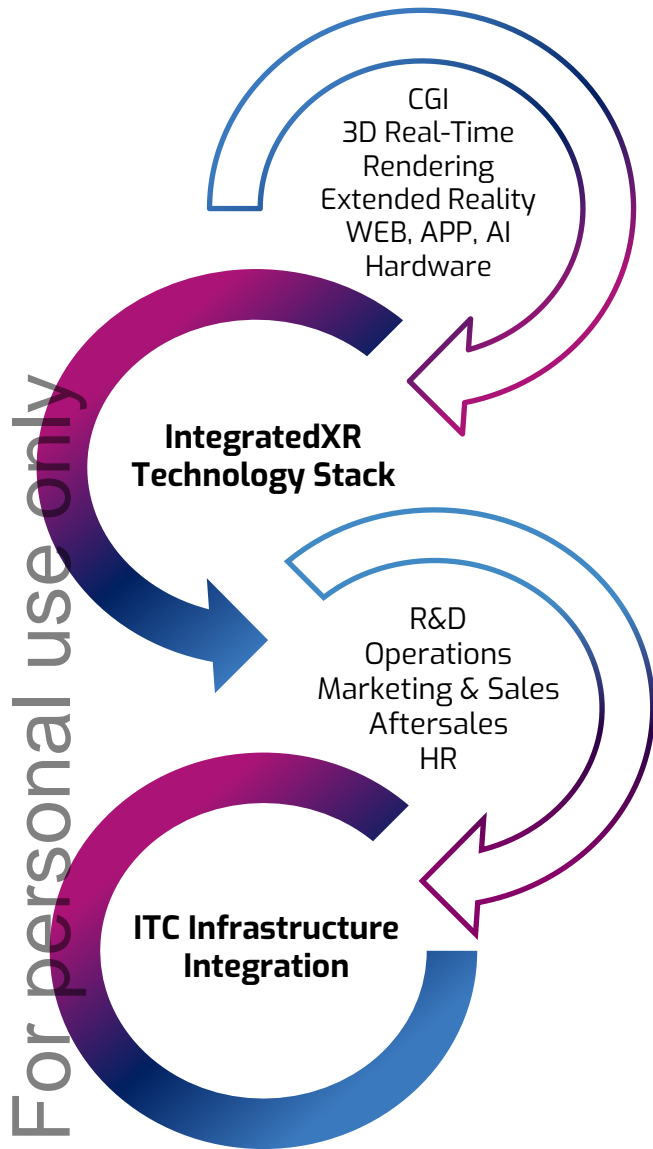 CGI
3D Real-Time
Rendering
Extended Reality
WEB, APP, AI
Hardware
IntegratedXR
Technology Stack
R&D
Operations
Marketing & Sales
Aftersales
HR
ITC Infrastructure
Integration
For personal use only